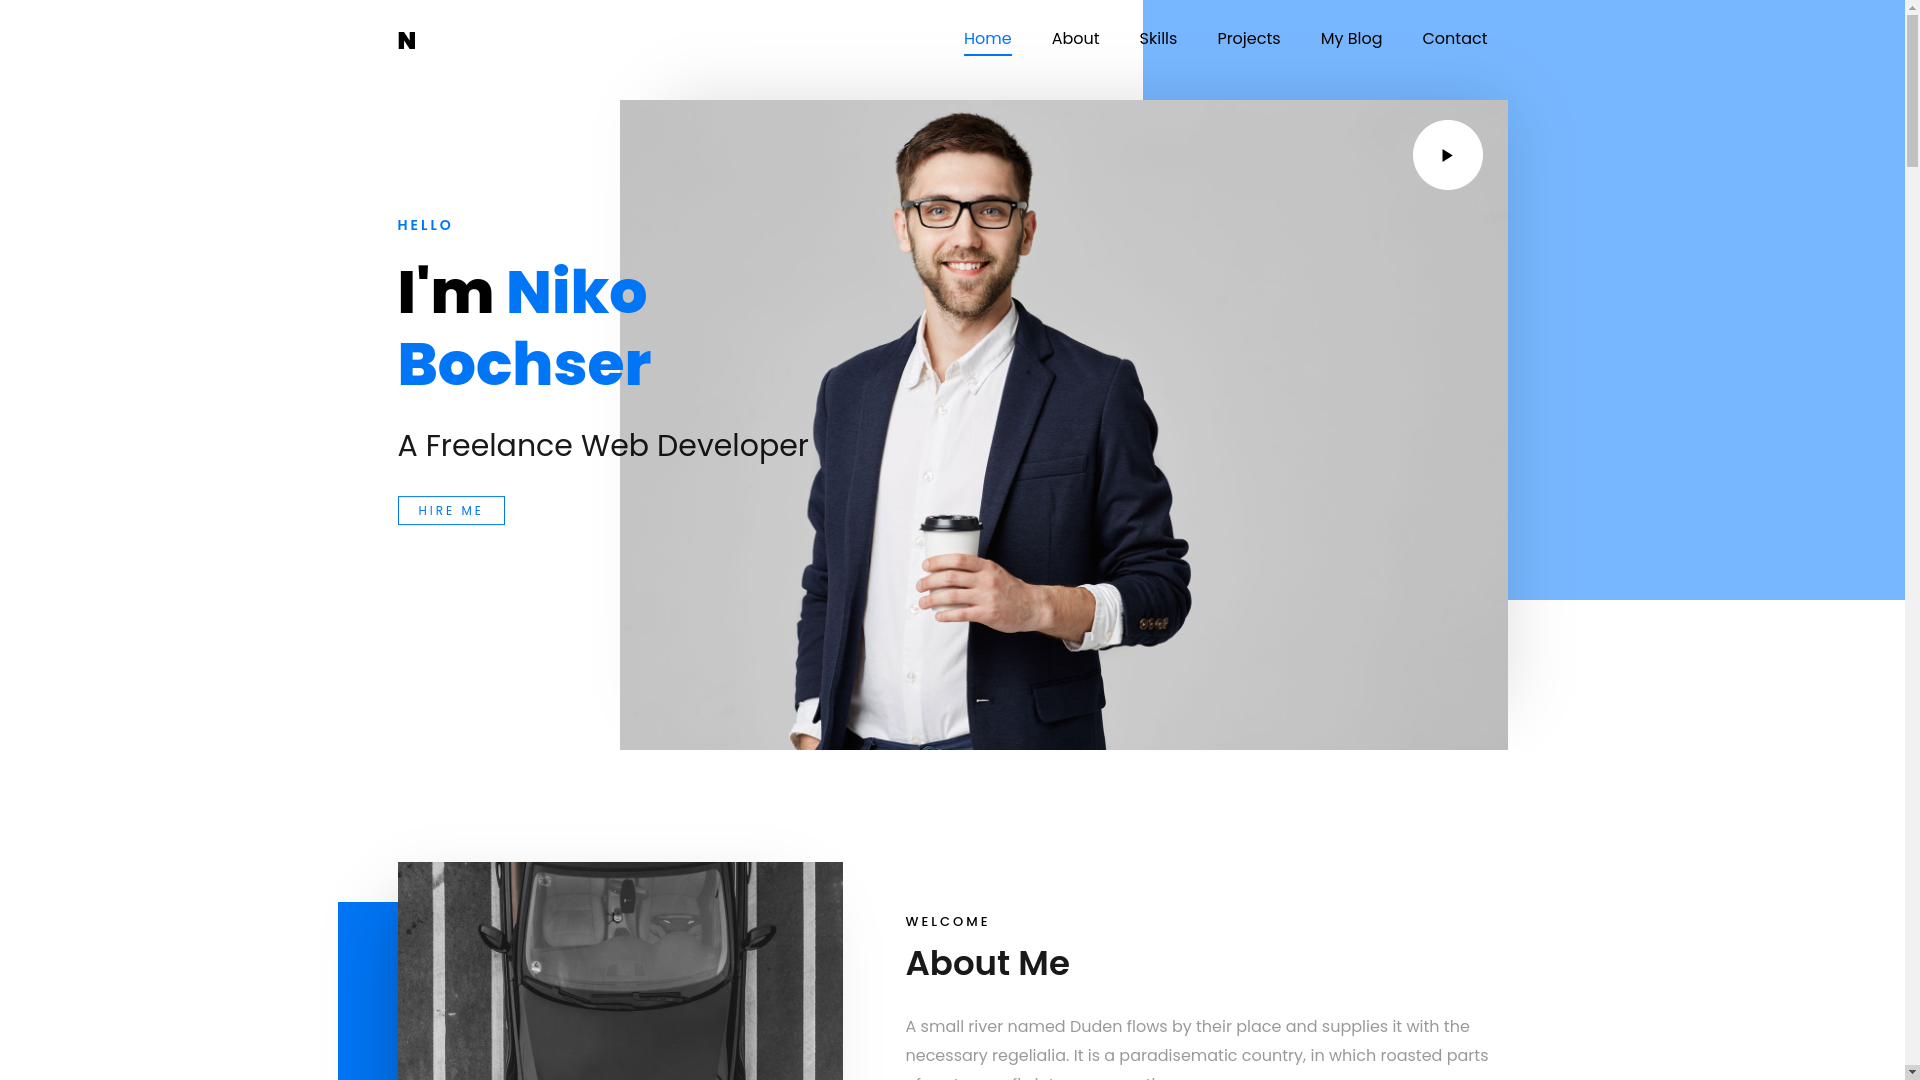 N
Home About Skills Projects My Blog Contact
HELLO
I'm Niko
Bochser
A Freelance Web Developer
HIRE ME
WELCOME
About Me
A small river named Duden flows by their place and supplies it with the
necessary regelialia. It is a paradisematic country, in which roasted parts